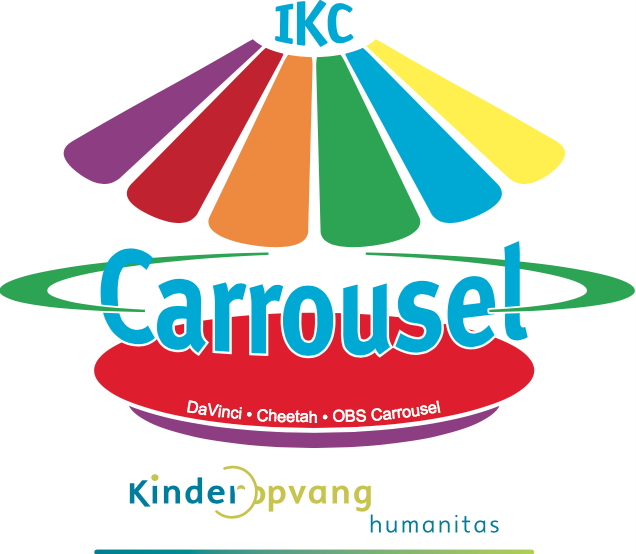 IKC
Carrousel
DaVinci • Cheetah • OBS Carrousel
Kinderopvang
humanitas